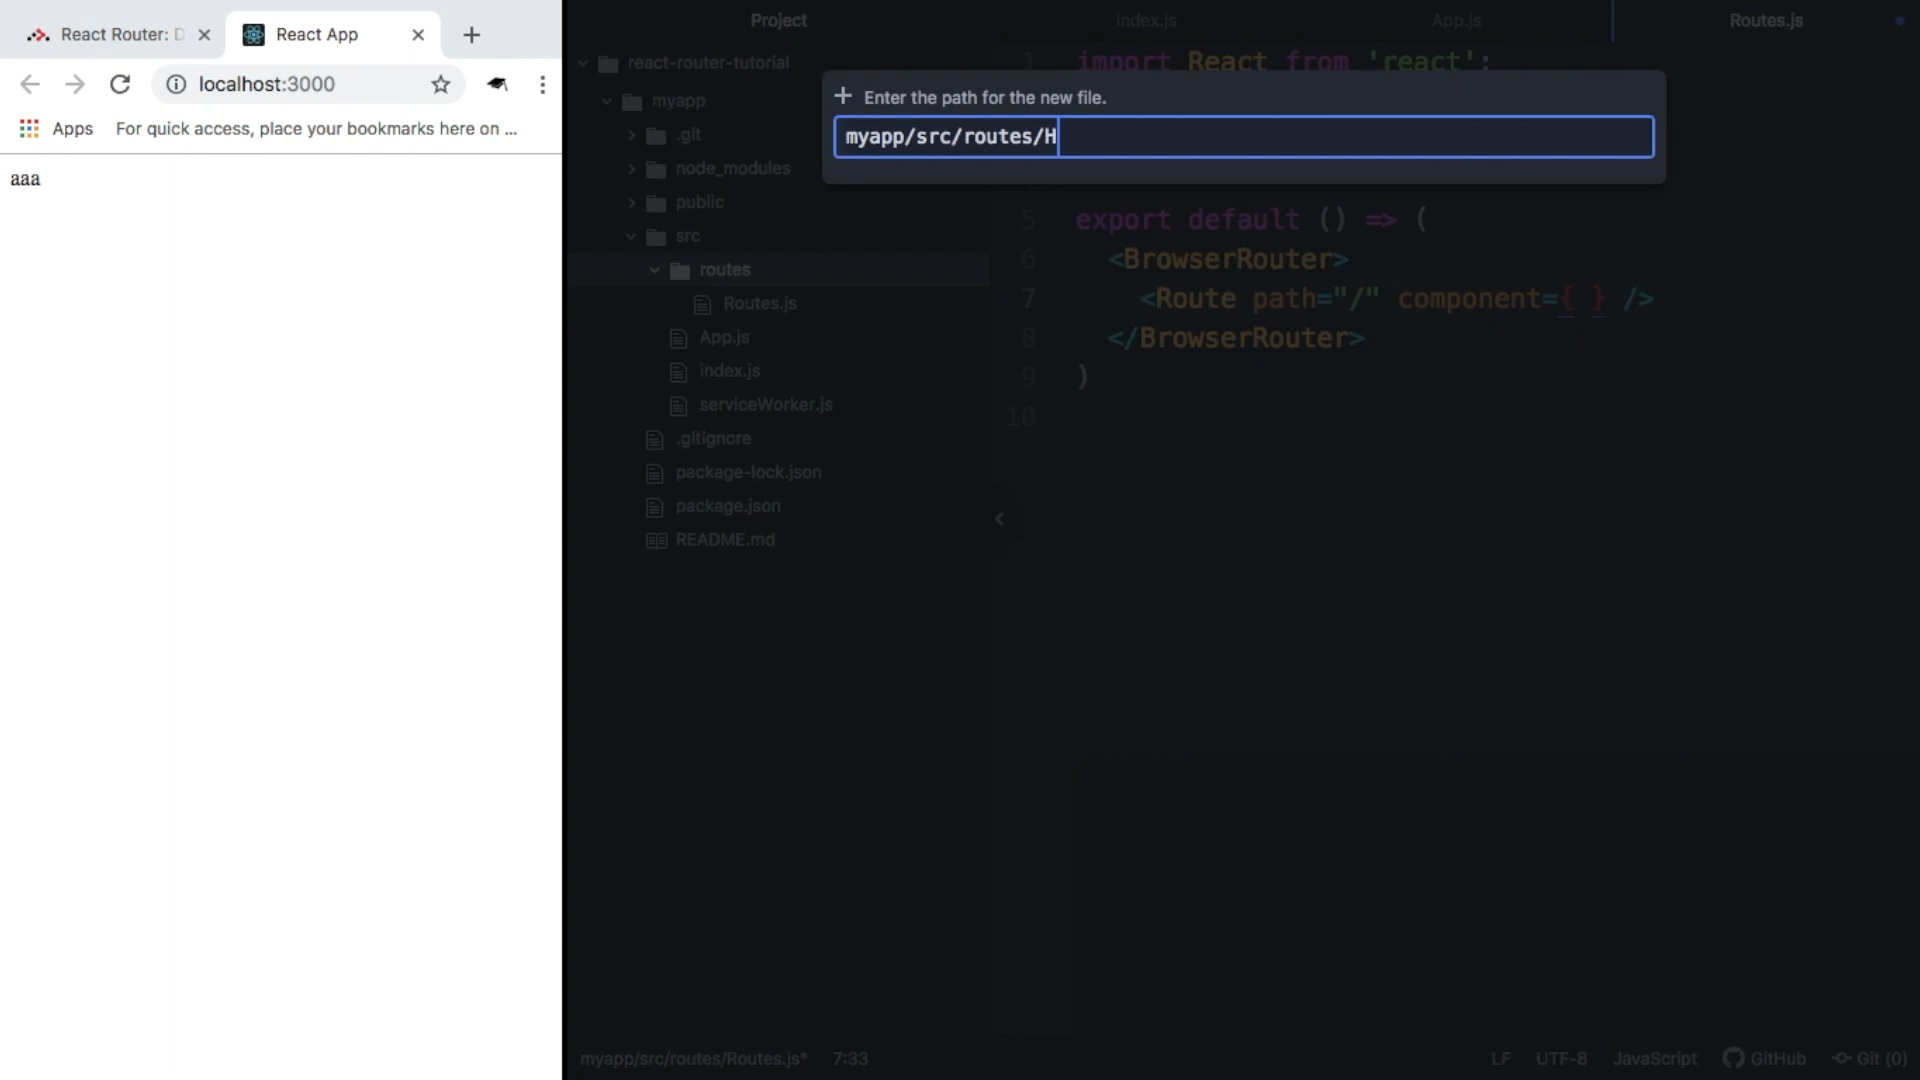 React Router: D
React App
localhost:3000
Apps
For quick access, place your bookmarks here on ...
aaa
Project
index.js
App.js
Routes.js
react-router-tutorial
myapp
.git
node_modules
public
src
routes
Routes.js
App.js
index.js
serviceWorker.js
.gitignore
package-lock.json
package.json
README.md
Enter the path for the new file.
myapp/src/routes/H
1 import React from 'react';
5 export default () => (
6 <BrowserRouter>
7 <Route path="/" component={ } />
8 </BrowserRouter>
9 )
10
myapp/src/routes/Routes.js* 7:33
LF UTF-8 JavaScript GitHub Git (0)